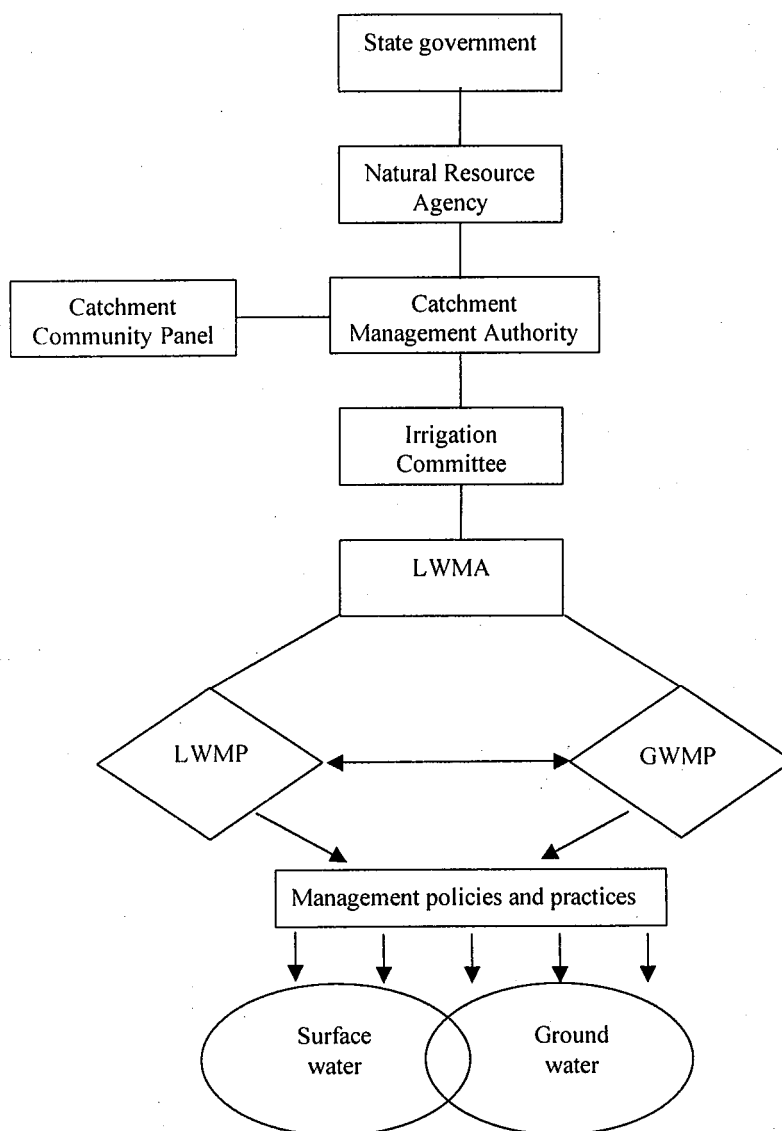 State government
Natural Resource
Agency
Catchment
Community Panel
Catchment
Management Authority
Irrigation
Committee
LWMA
LWMP
GWMP
Management policies and practices
Surface
water
Ground
water